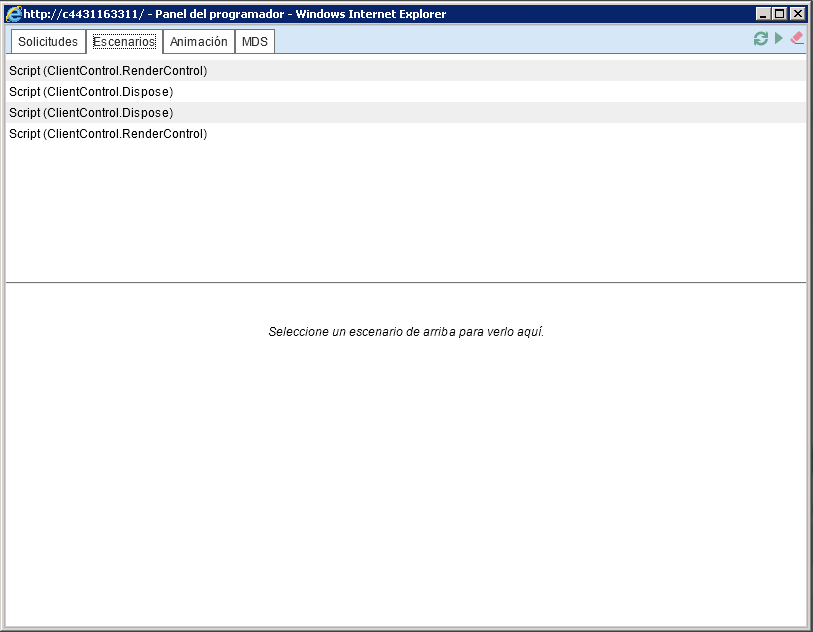 http://c4431163311/ - Panel del programador - Windows Internet Explorer
Solicitudes Escenarios Animación MDS
Script (ClientControl.RenderControl)
Script (ClientControl.Dispose)
Script (ClientControl.Dispose)
Script (ClientControl.RenderControl)
Seleccione un escenario de arriba para verlo aquí.